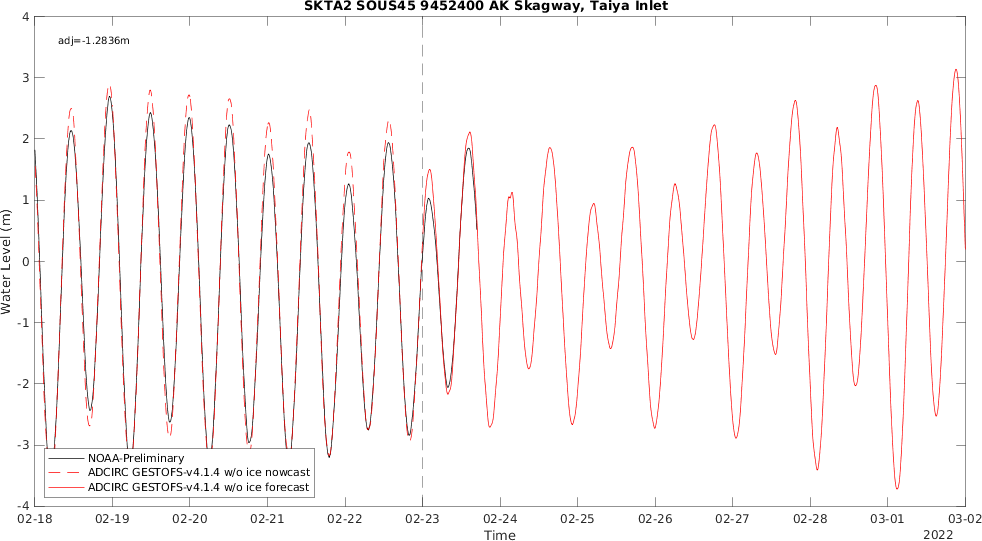 SKTA2 SOUS45 9452400 AK Skagway, Taiya Inlet
adj=-1.2836m
4
3
2
1
0
-1
-2
-3
-4
Water Level (m)
NOAA-Preliminary
ADCIRC GESTOFS-v4.1.4 w/o ice nowcast
ADCIRC GESTOFS-v4.1.4 w/o ice forecast
02-18 02-19 02-20 02-21 02-22 02-23 02-24 02-25 02-26 02-27 02-28 03-01 03-02
Time
2022